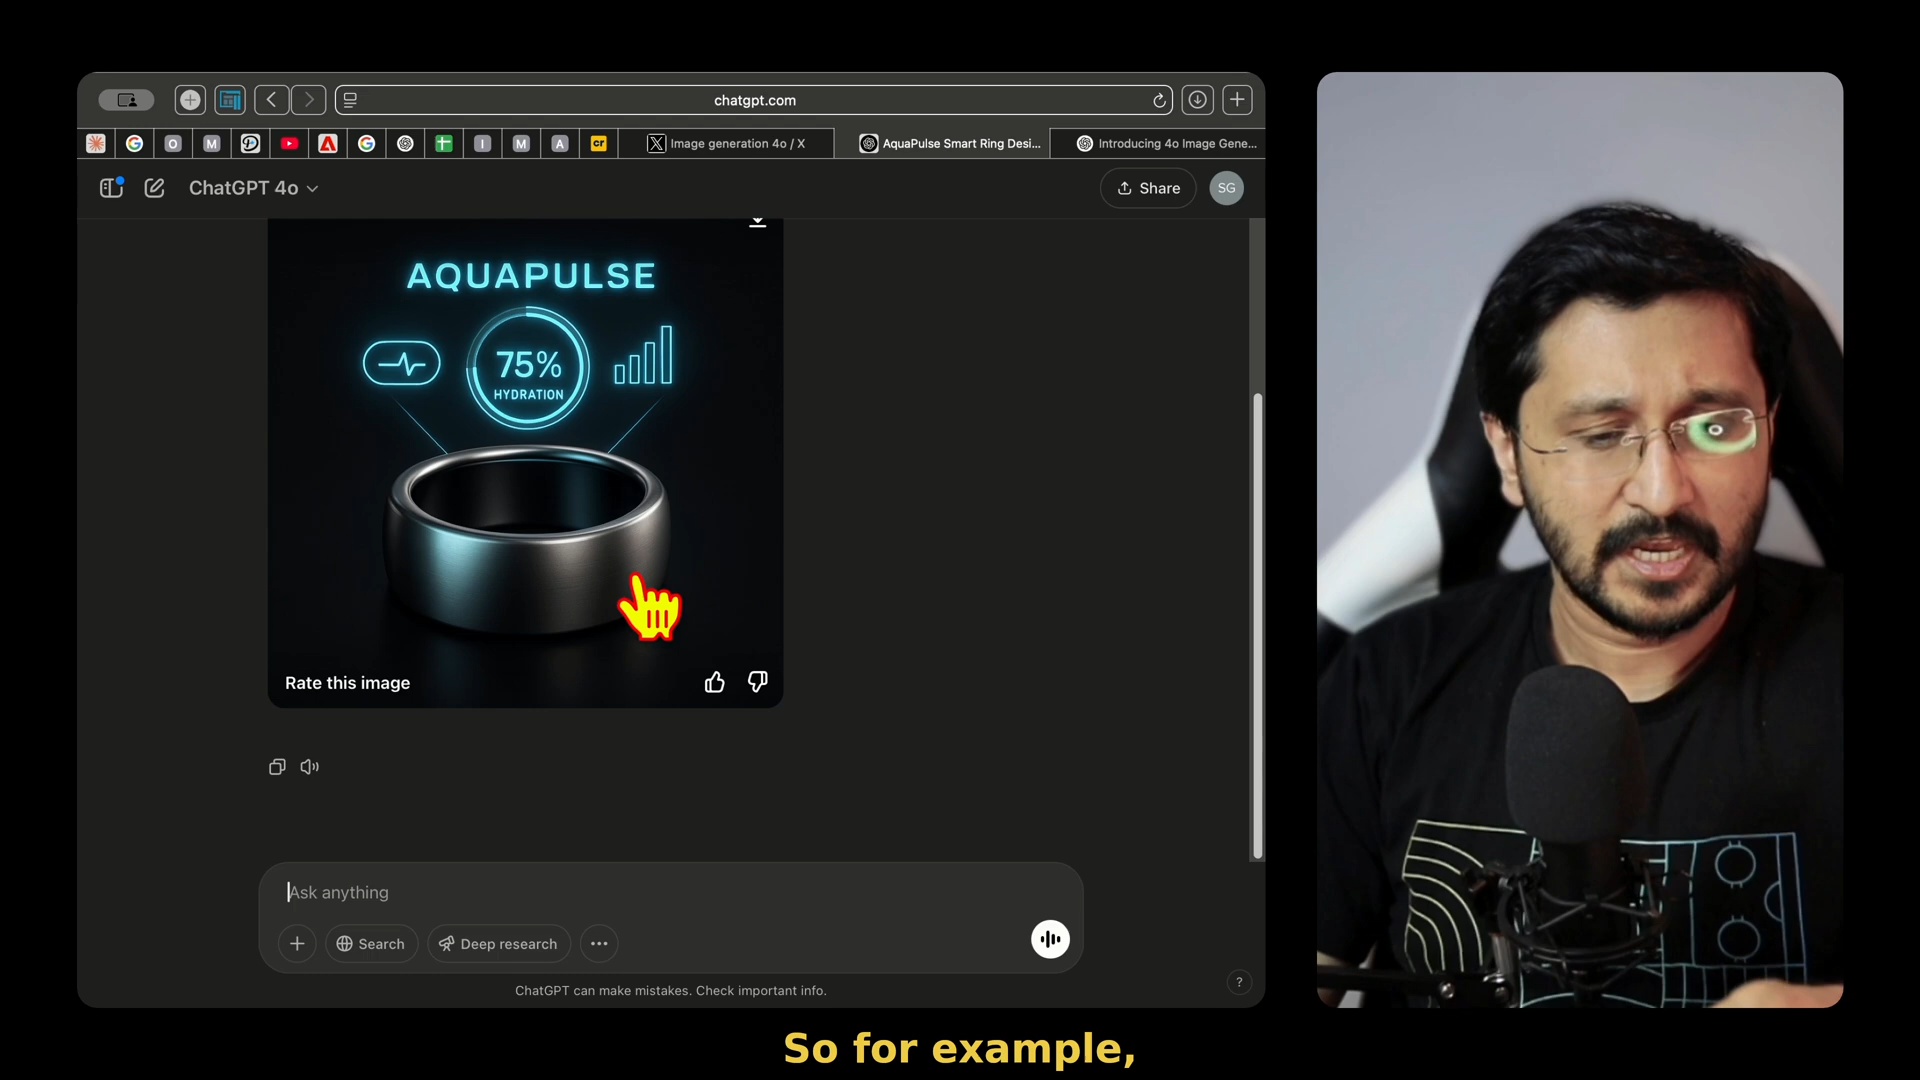 chatgpt.com
O
M
I
M
A
cr
Image generation 4o / X
AquaPulse Smart Ring Desi...
Introducing 4o Image Gene...
ChatGPT 4o
Share
SG
AQUAPULSE
75%
HYDRATION
Rate this image
Ask anything
Search
Deep research
ChatGPT can make mistakes. Check important info.
?
So for example,